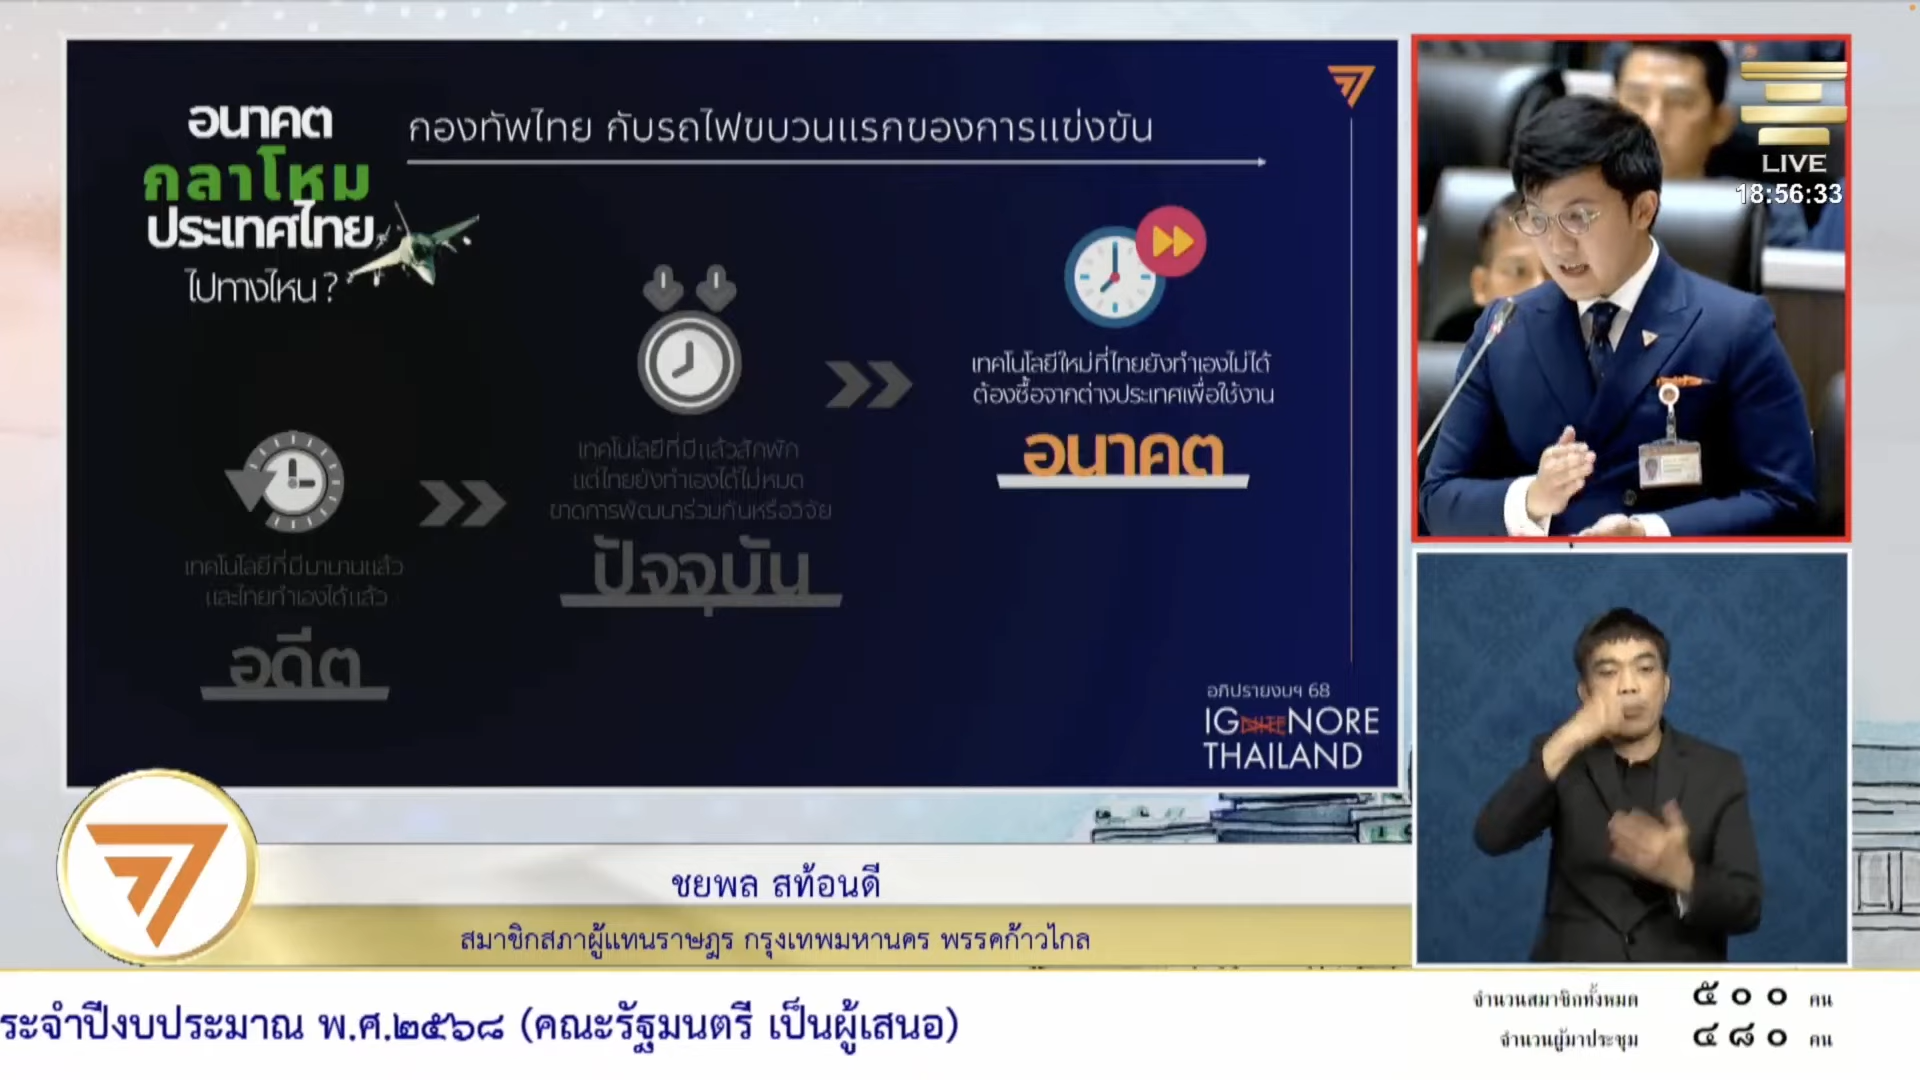 อนาคต
กลาโหม
ประเทศไทย
ไปทางไหน ?
กองทัพไทย กับรถไฟขบวนแรกของการแข่งขัน
เทคโนโลยีที่มีมานานแล้ว
และไทยทำเองได้แล้ว
อดีต
เทคโนโลยีที่มีแล้วสักพัก
แต่ไทยยังทำเองได้ไม่หมด
ขาดการพัฒนาร่วมกันหรือวิจัย
ปัจจุบัน
เทคโนโลยีใหม่ที่ไทยยังทำเองไม่ได้
ต้องซื้อจากต่างประเทศเพื่อใช้งาน
อนาคต
อภิปรายงบฯ 68
IGNITENORE
THAILAND
LIVE
18:56:33
ชยพล สท้อนดี
สมาชิกสภาผู้แทนราษฎร กรุงเทพมหานคร พรรคก้าวไกล
ระจำปีงบประมาณ พ.ศ.๒๕๖๘ (คณะรัฐมนตรี เป็นผู้เสนอ)
จำนวนสมาชิกทั้งหมด ๕๐๐ คน
จำนวนผู้มาประชุม ๔๘๐ คน